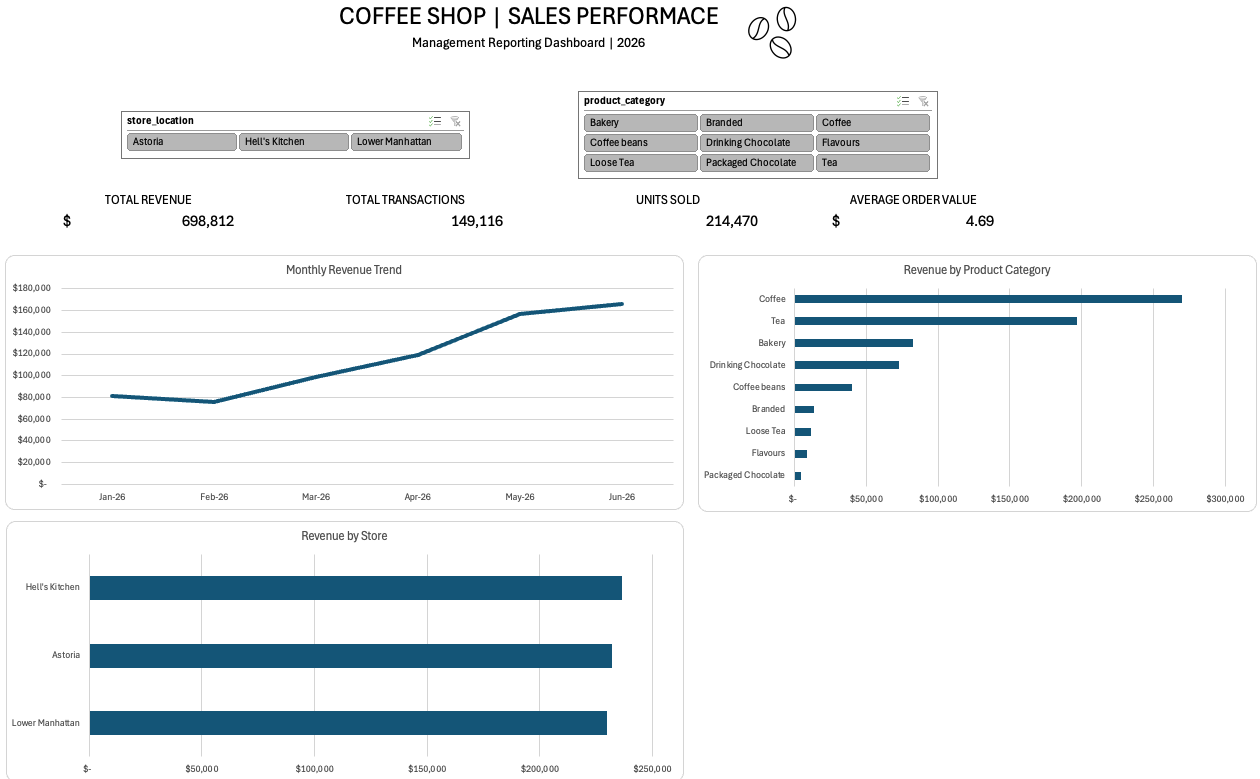 COFFEE SHOP | SALES PERFORMACE
Management Reporting Dashboard | 2026
store_location
Astoria Hell's Kitchen Lower Manhattan
product_category
Bakery Branded Coffee
Coffee beans Drinking Chocolate Flavours
Loose Tea Packaged Chocolate Tea
TOTAL REVENUE TOTAL TRANSACTIONS UNITS SOLD AVERAGE ORDER VALUE
$ 698,812 149,116 214,470 $ 4.69
Monthly Revenue Trend
$180,000
$160,000
$140,000
$120,000
$100,000
$80,000
$60,000
$40,000
$20,000
$-
Jan-26 Feb-26 Mar-26 Apr-26 May-26 Jun-26
Revenue by Product Category
Coffee
Tea
Bakery
Drinking Chocolate
Coffee beans
Branded
Loose Tea
Flavours
Packaged Chocolate
$- $50,000 $100,000 $150,000 $200,000 $250,000 $300,000
Revenue by Store
Hell's Kitchen
Astoria
Lower Manhattan
$- $50,000 $100,000 $150,000 $200,000 $250,000